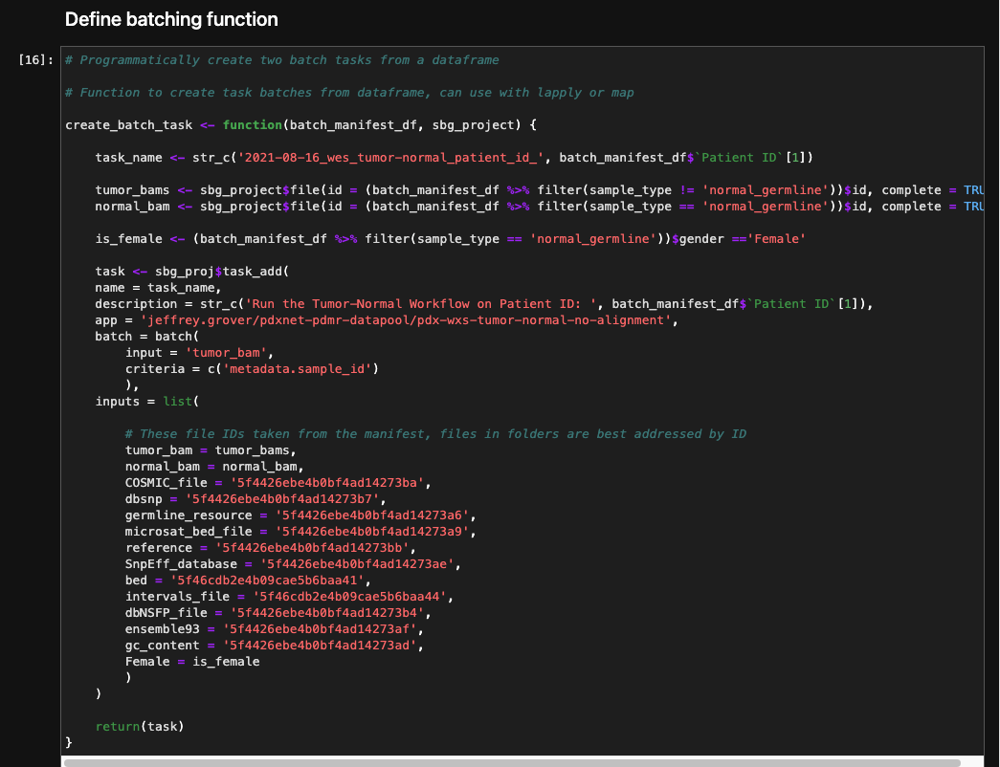 Define batching function
[16]: # Programmatically create two batch tasks from a dataframe
# Function to create task batches from dataframe, can use with lapply or map
create_batch_task <- function(batch_manifest_df, sbg_project) {
task_name <- str_c('2021-08-16_wes_tumor-normal_patient_id_', batch_manifest_df$`Patient ID`[1])
tumor_bams <- sbg_project$file(id = (batch_manifest_df %>% filter(sample_type != 'normal_germline'))$id, complete = TRU
normal_bam <- sbg_project$file(id = (batch_manifest_df %>% filter(sample_type == 'normal_germline'))$id, complete = TRU
is_female <- (batch_manifest_df %>% filter(sample_type == 'normal_germline'))$gender =='Female'
task <- sbg_proj$task_add(
name = task_name,
description = str_c('Run the Tumor-Normal Workflow on Patient ID: ', batch_manifest_df$`Patient ID`[1]),
app = 'jeffrey.grover/pdxnet-pdmr-datapool/pdx-wxs-tumor-normal-no-alignment',
batch = batch(
input = 'tumor_bam',
criteria = c('metadata.sample_id')
),
inputs = list(
# These file IDs taken from the manifest, files in folders are best addressed by ID
tumor_bam = tumor_bams,
normal_bam = normal_bam,
COSMIC_file = '5f4426ebe4b0bf4ad14273ba',
dbsnp = '5f4426ebe4b0bf4ad14273b7',
germline_resource = '5f4426ebe4b0bf4ad14273a6',
microsat_bed_file = '5f4426ebe4b0bf4ad14273a9',
reference = '5f4426ebe4b0bf4ad14273bb',
SnpEff_database = '5f4426ebe4b0bf4ad14273ae',
bed = '5f46cdb2e4b09cae5b6baa41',
intervals_file = '5f46cdb2e4b09cae5b6baa44',
dbNSFP_file = '5f4426ebe4b0bf4ad14273b4',
ensemble93 = '5f4426ebe4b0bf4ad14273af',
gc_content = '5f4426ebe4b0bf4ad14273ad',
Female = is_female
)
)
return(task)
}